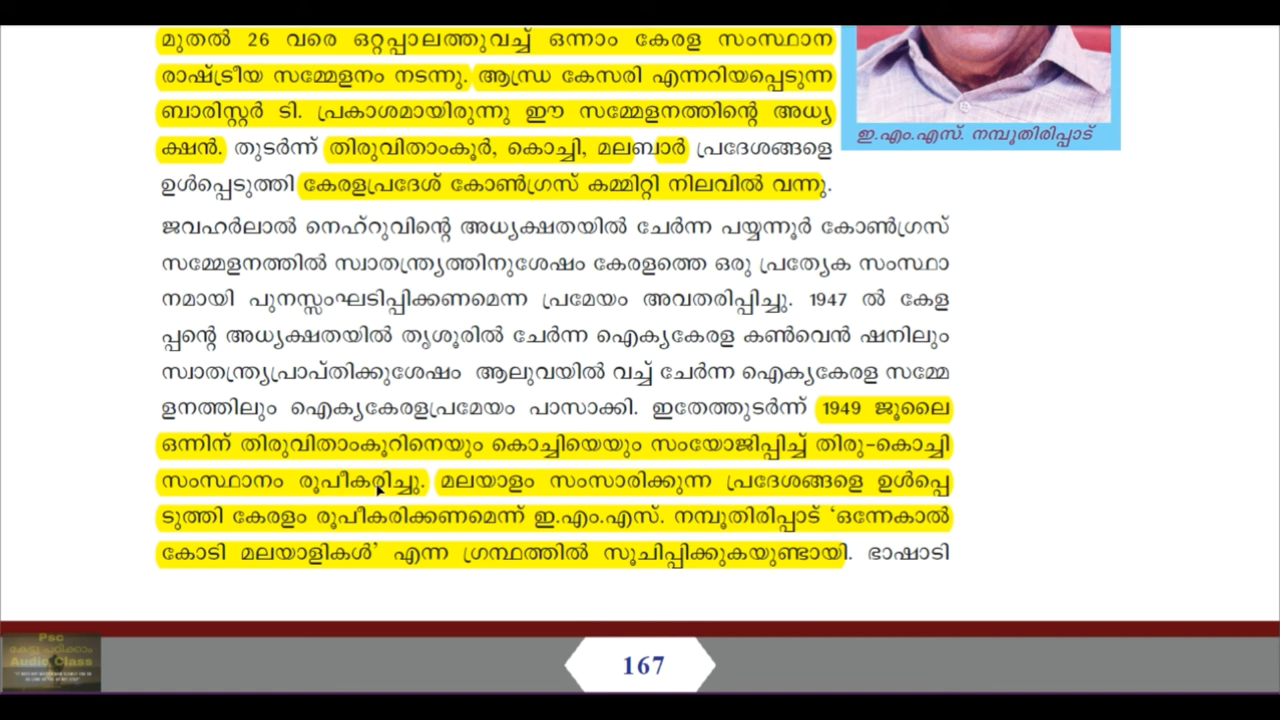 മുതൽ 26 വരെ ഒറ്റപ്പാലത്തുവച്ച് ഒന്നാം കേരള സംസ്ഥാന
രാഷ്ട്രീയ സമ്മേളനം നടന്നു. ആന്ധ്ര കേസരി എന്നറിയപ്പെടുന്ന
ബാരിസ്റ്റർ ടി. പ്രകാശമായിരുന്നു ഈ സമ്മേളനത്തിന്റെ അധ്യ
ക്ഷൻ. തുടർന്ന് തിരുവിതാംകൂർ, കൊച്ചി, മലബാർ പ്രദേശങ്ങളെ
ഉൾപ്പെടുത്തി കേരളപ്രദേശ് കോൺഗ്രസ് കമ്മിറ്റി നിലവിൽ വന്നു.
ഇ.എം.എസ്. നമ്പൂതിരിപ്പാട്
ജവഹർലാൽ നെഹ്റുവിന്റെ അധ്യക്ഷതയിൽ ചേർന്ന പയ്യന്നൂർ കോൺഗ്രസ്
സമ്മേളനത്തിൽ സ്വാതന്ത്ര്യത്തിനുശേഷം കേരളത്തെ ഒരു പ്രത്യേക സംസ്ഥാ
നമായി പുനസ്സംഘടിപ്പിക്കണമെന്ന പ്രമേയം അവതരിപ്പിച്ചു. 1947 ൽ കേള
പ്പന്റെ അധ്യക്ഷതയിൽ തൃശൂരിൽ ചേർന്ന ഐക്യകേരള കൺവെൻ ഷനിലും
സ്വാതന്ത്ര്യപ്രാപ്തിക്കുശേഷം ആലുവയിൽ വച്ച് ചേർന്ന ഐക്യകേരള സമ്മേ
ളനത്തിലും ഐക്യകേരളപ്രമേയം പാസാക്കി. ഇതേത്തുടർന്ന് 1949 ജൂലൈ
ഒന്നിന് തിരുവിതാംകൂറിനെയും കൊച്ചിയെയും സംയോജിപ്പിച്ച് തിരു-കൊച്ചി
സംസ്ഥാനം രൂപീകരിച്ചു. മലയാളം സംസാരിക്കുന്ന പ്രദേശങ്ങളെ ഉൾപ്പെ
ടുത്തി കേരളം രൂപീകരിക്കണമെന്ന് ഇ.എം.എസ്. നമ്പൂതിരിപ്പാട് ‘ഒന്നേകാൽ
കോടി മലയാളികൾ’ എന്ന ഗ്രന്ഥത്തിൽ സൂചിപ്പിക്കുകയുണ്ടായി. ഭാഷാടി
167
Psc
കേട്ടു പഠിക്കാം
Audio Class